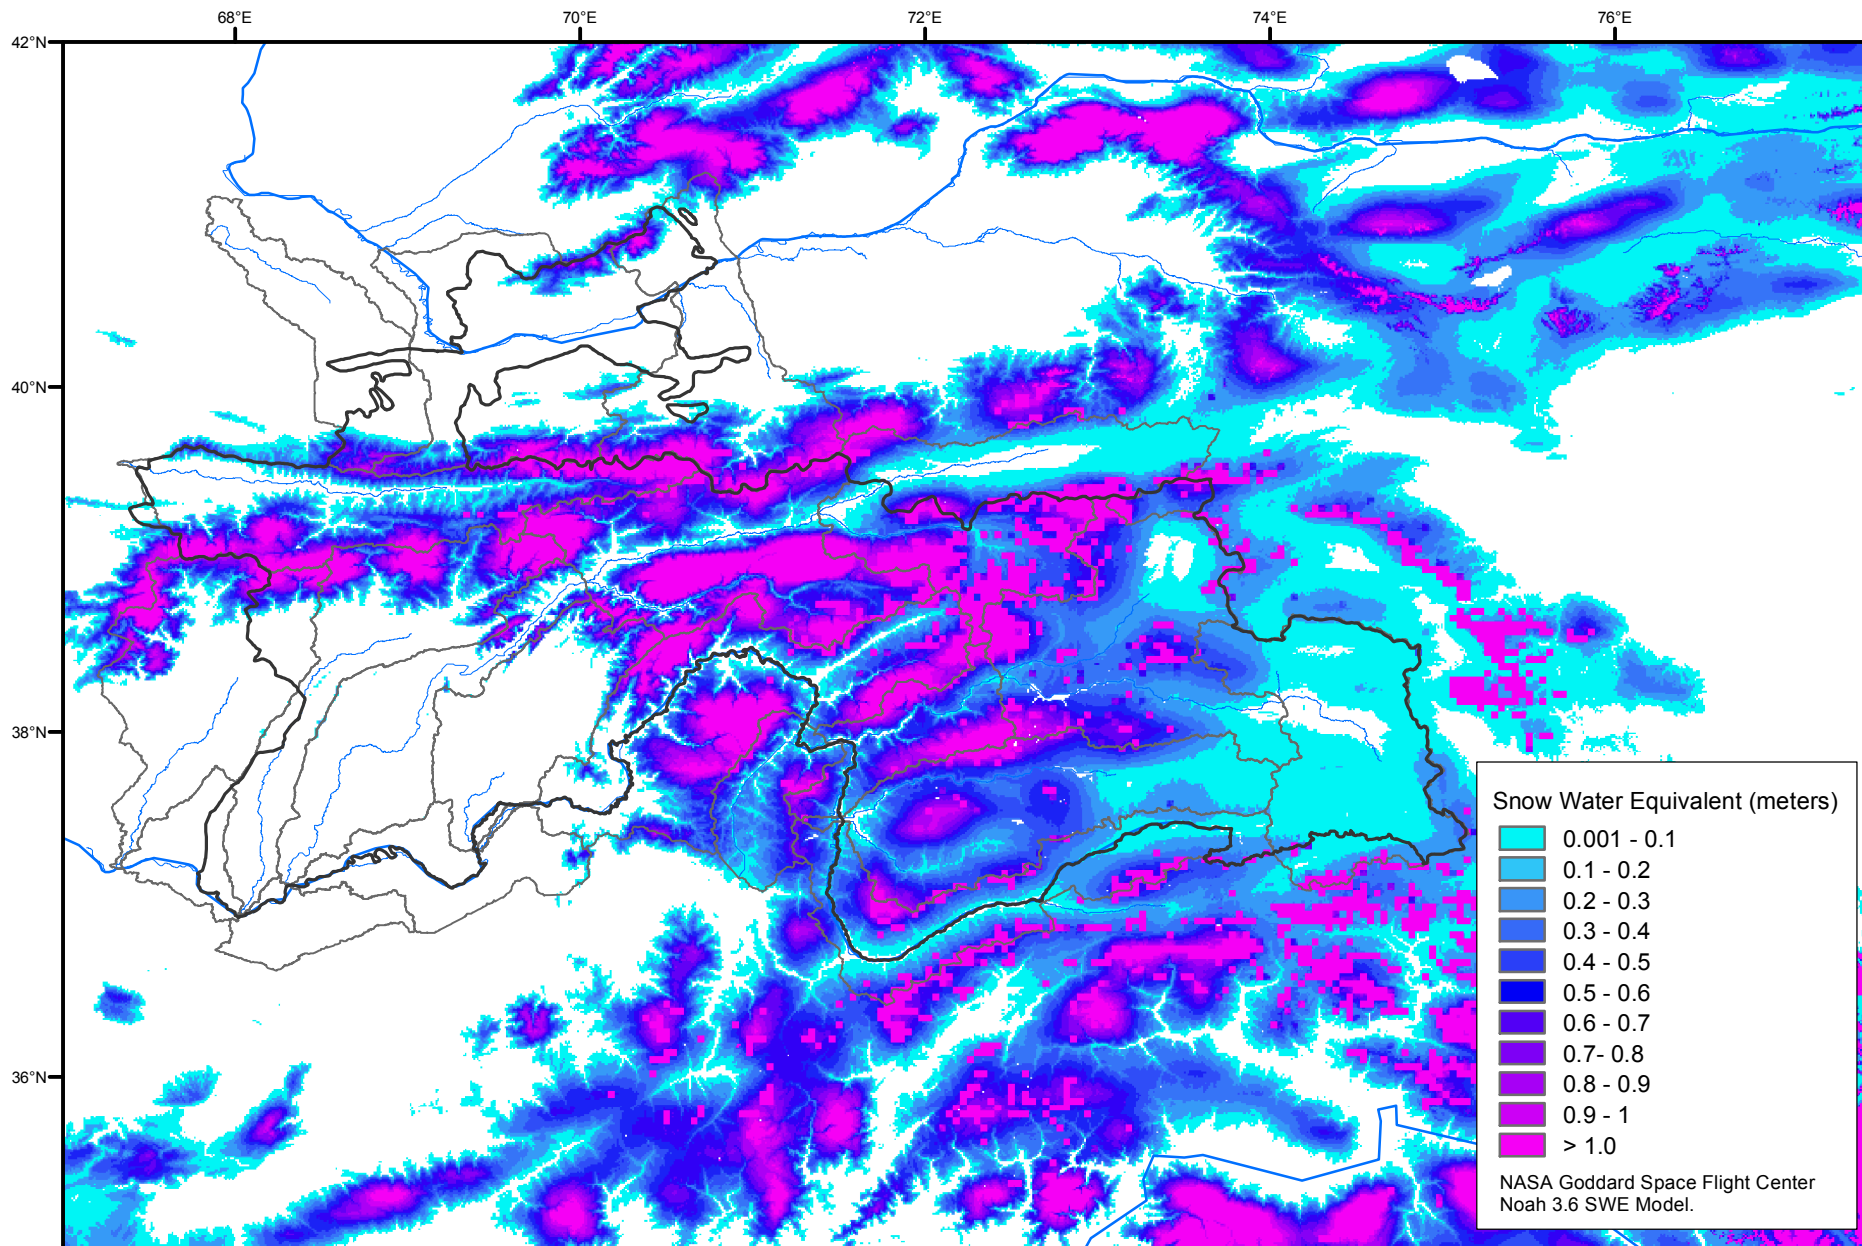 68°E
70°E
72°E
74°E
76°E
42°N
40°N
38°N
36°N
Snow Water Equivalent (meters)
0.001 - 0.1
0.1 - 0.2
0.2 - 0.3
0.3 - 0.4
0.4 - 0.5
0.5 - 0.6
0.6 - 0.7
0.7- 0.8
0.8 - 0.9
0.9 - 1
> 1.0
NASA Goddard Space Flight Center
Noah 3.6 SWE Model.